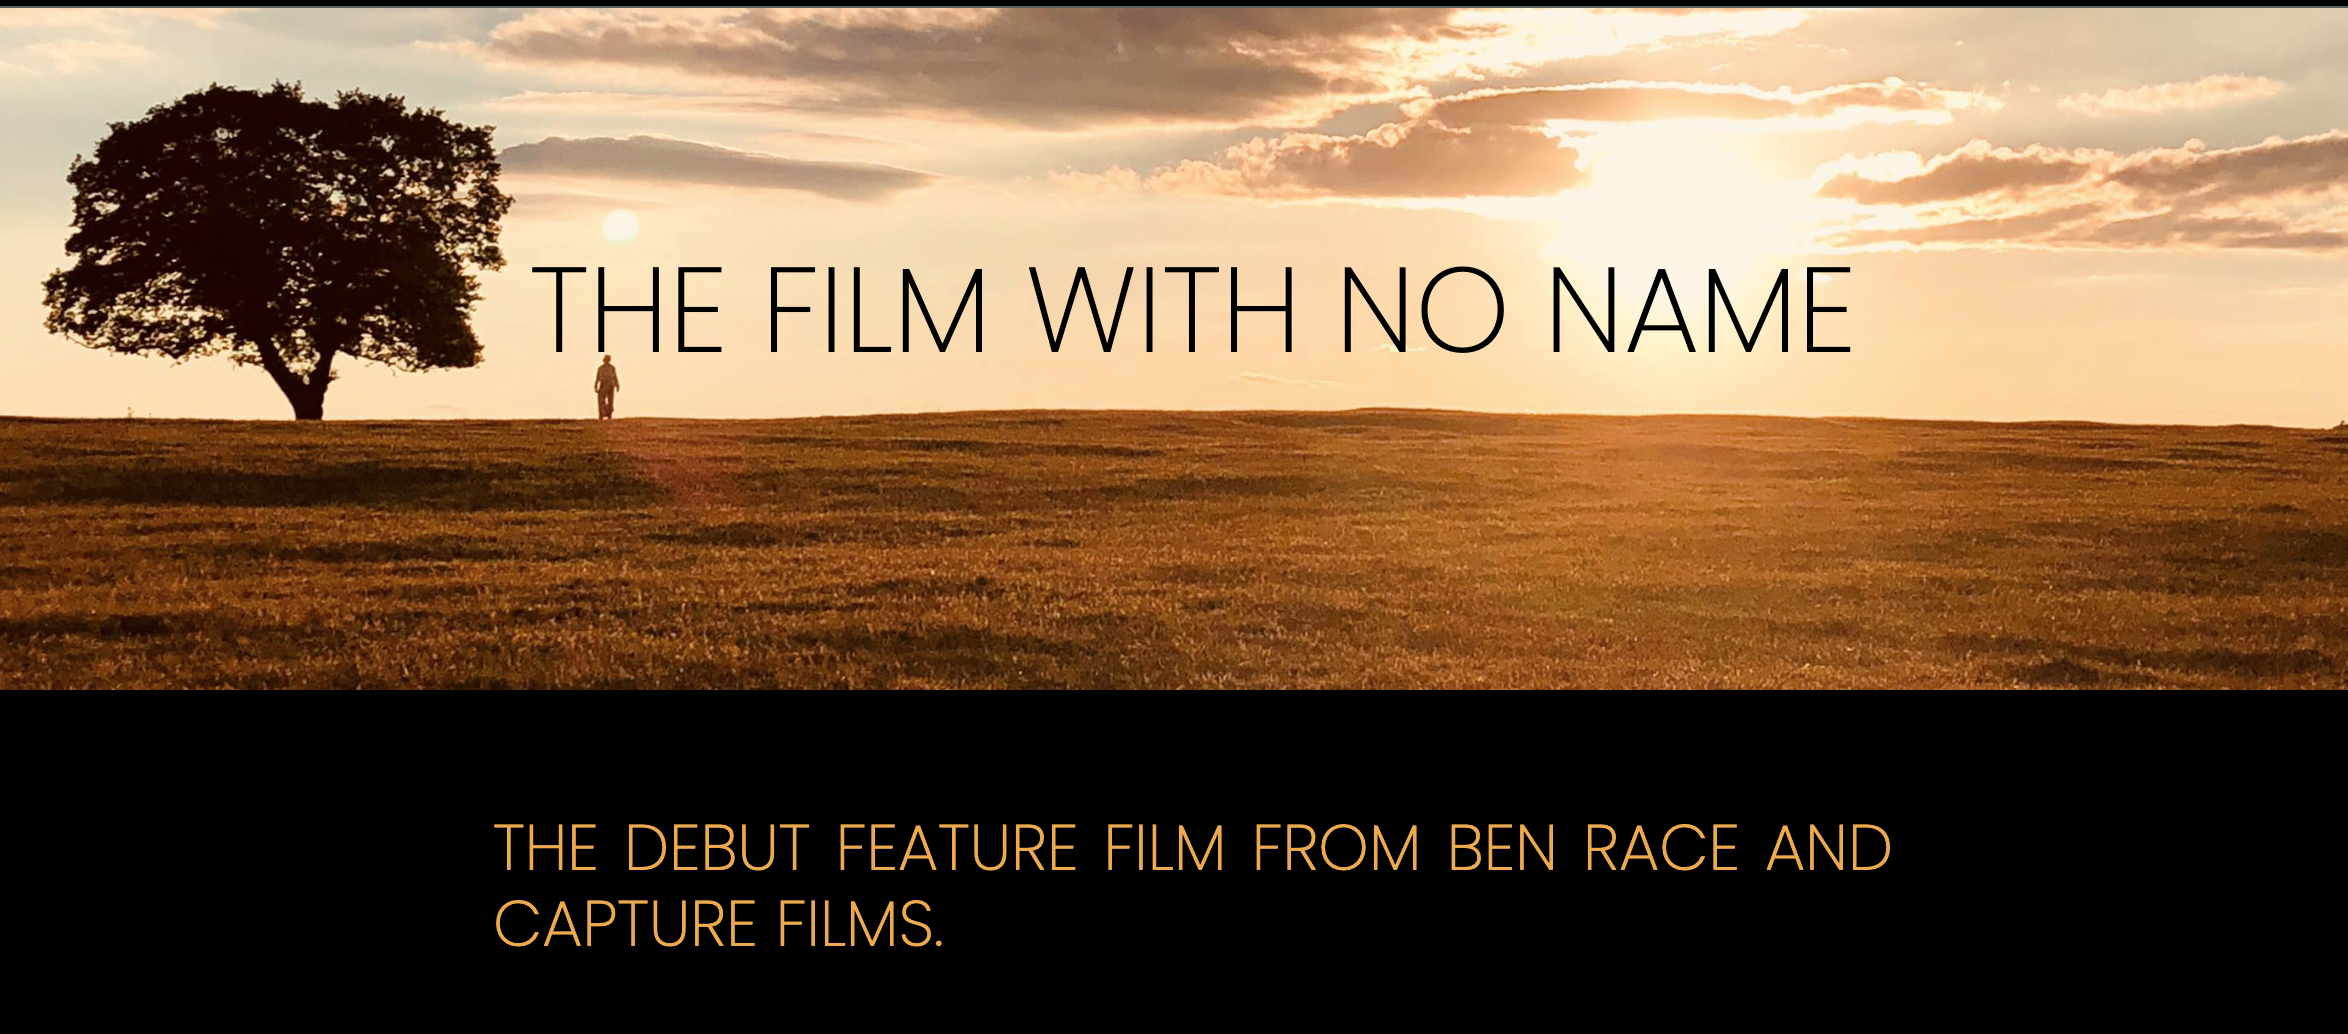 THE FILM WITH NO NAME
THE DEBUT FEATURE FILM FROM BEN RACE AND
CAPTURE FILMS.